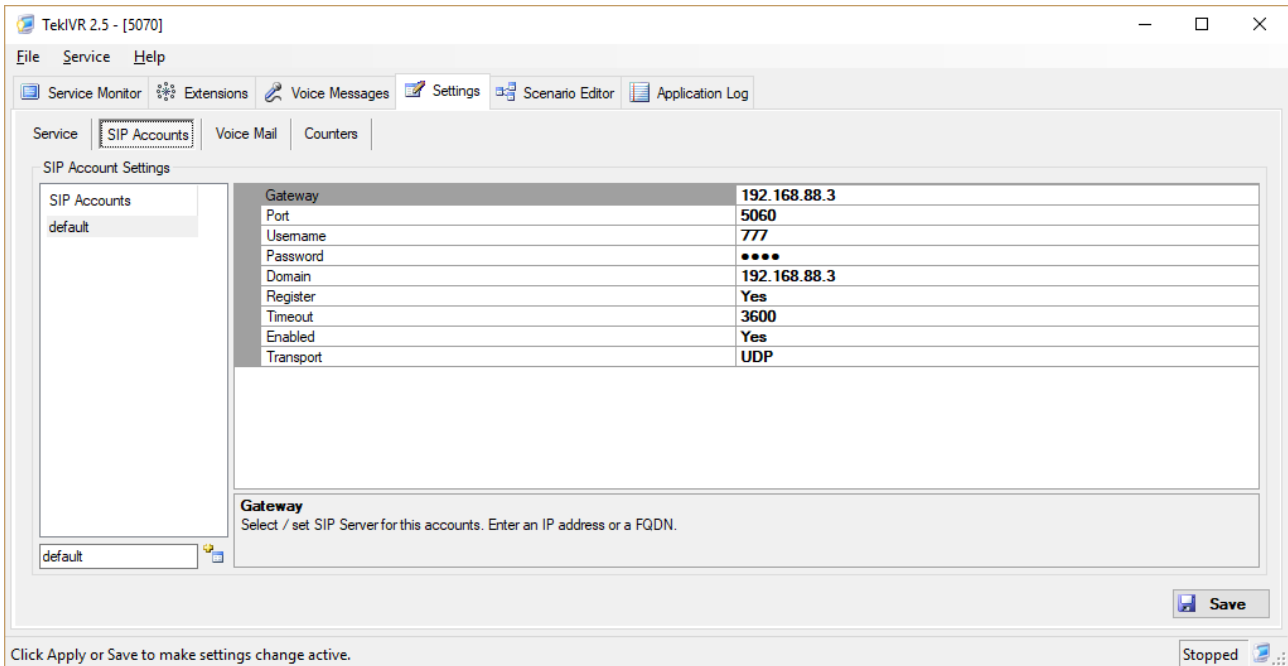 TekIVR 2.5 - [5070]
File Service Help
Service Monitor Extensions Voice Messages Settings Scenario Editor Application Log
Service SIP Accounts Voice Mail Counters
SIP Account Settings
SIP Accounts
default
Gateway 192.168.88.3
Port 5060
Username 777
Password ●●●●
Domain 192.168.88.3
Register Yes
Timeout 3600
Enabled Yes
Transport UDP
Gateway
Select / set SIP Server for this accounts. Enter an IP address or a FQDN.
default
Save
Click Apply or Save to make settings change active. Stopped